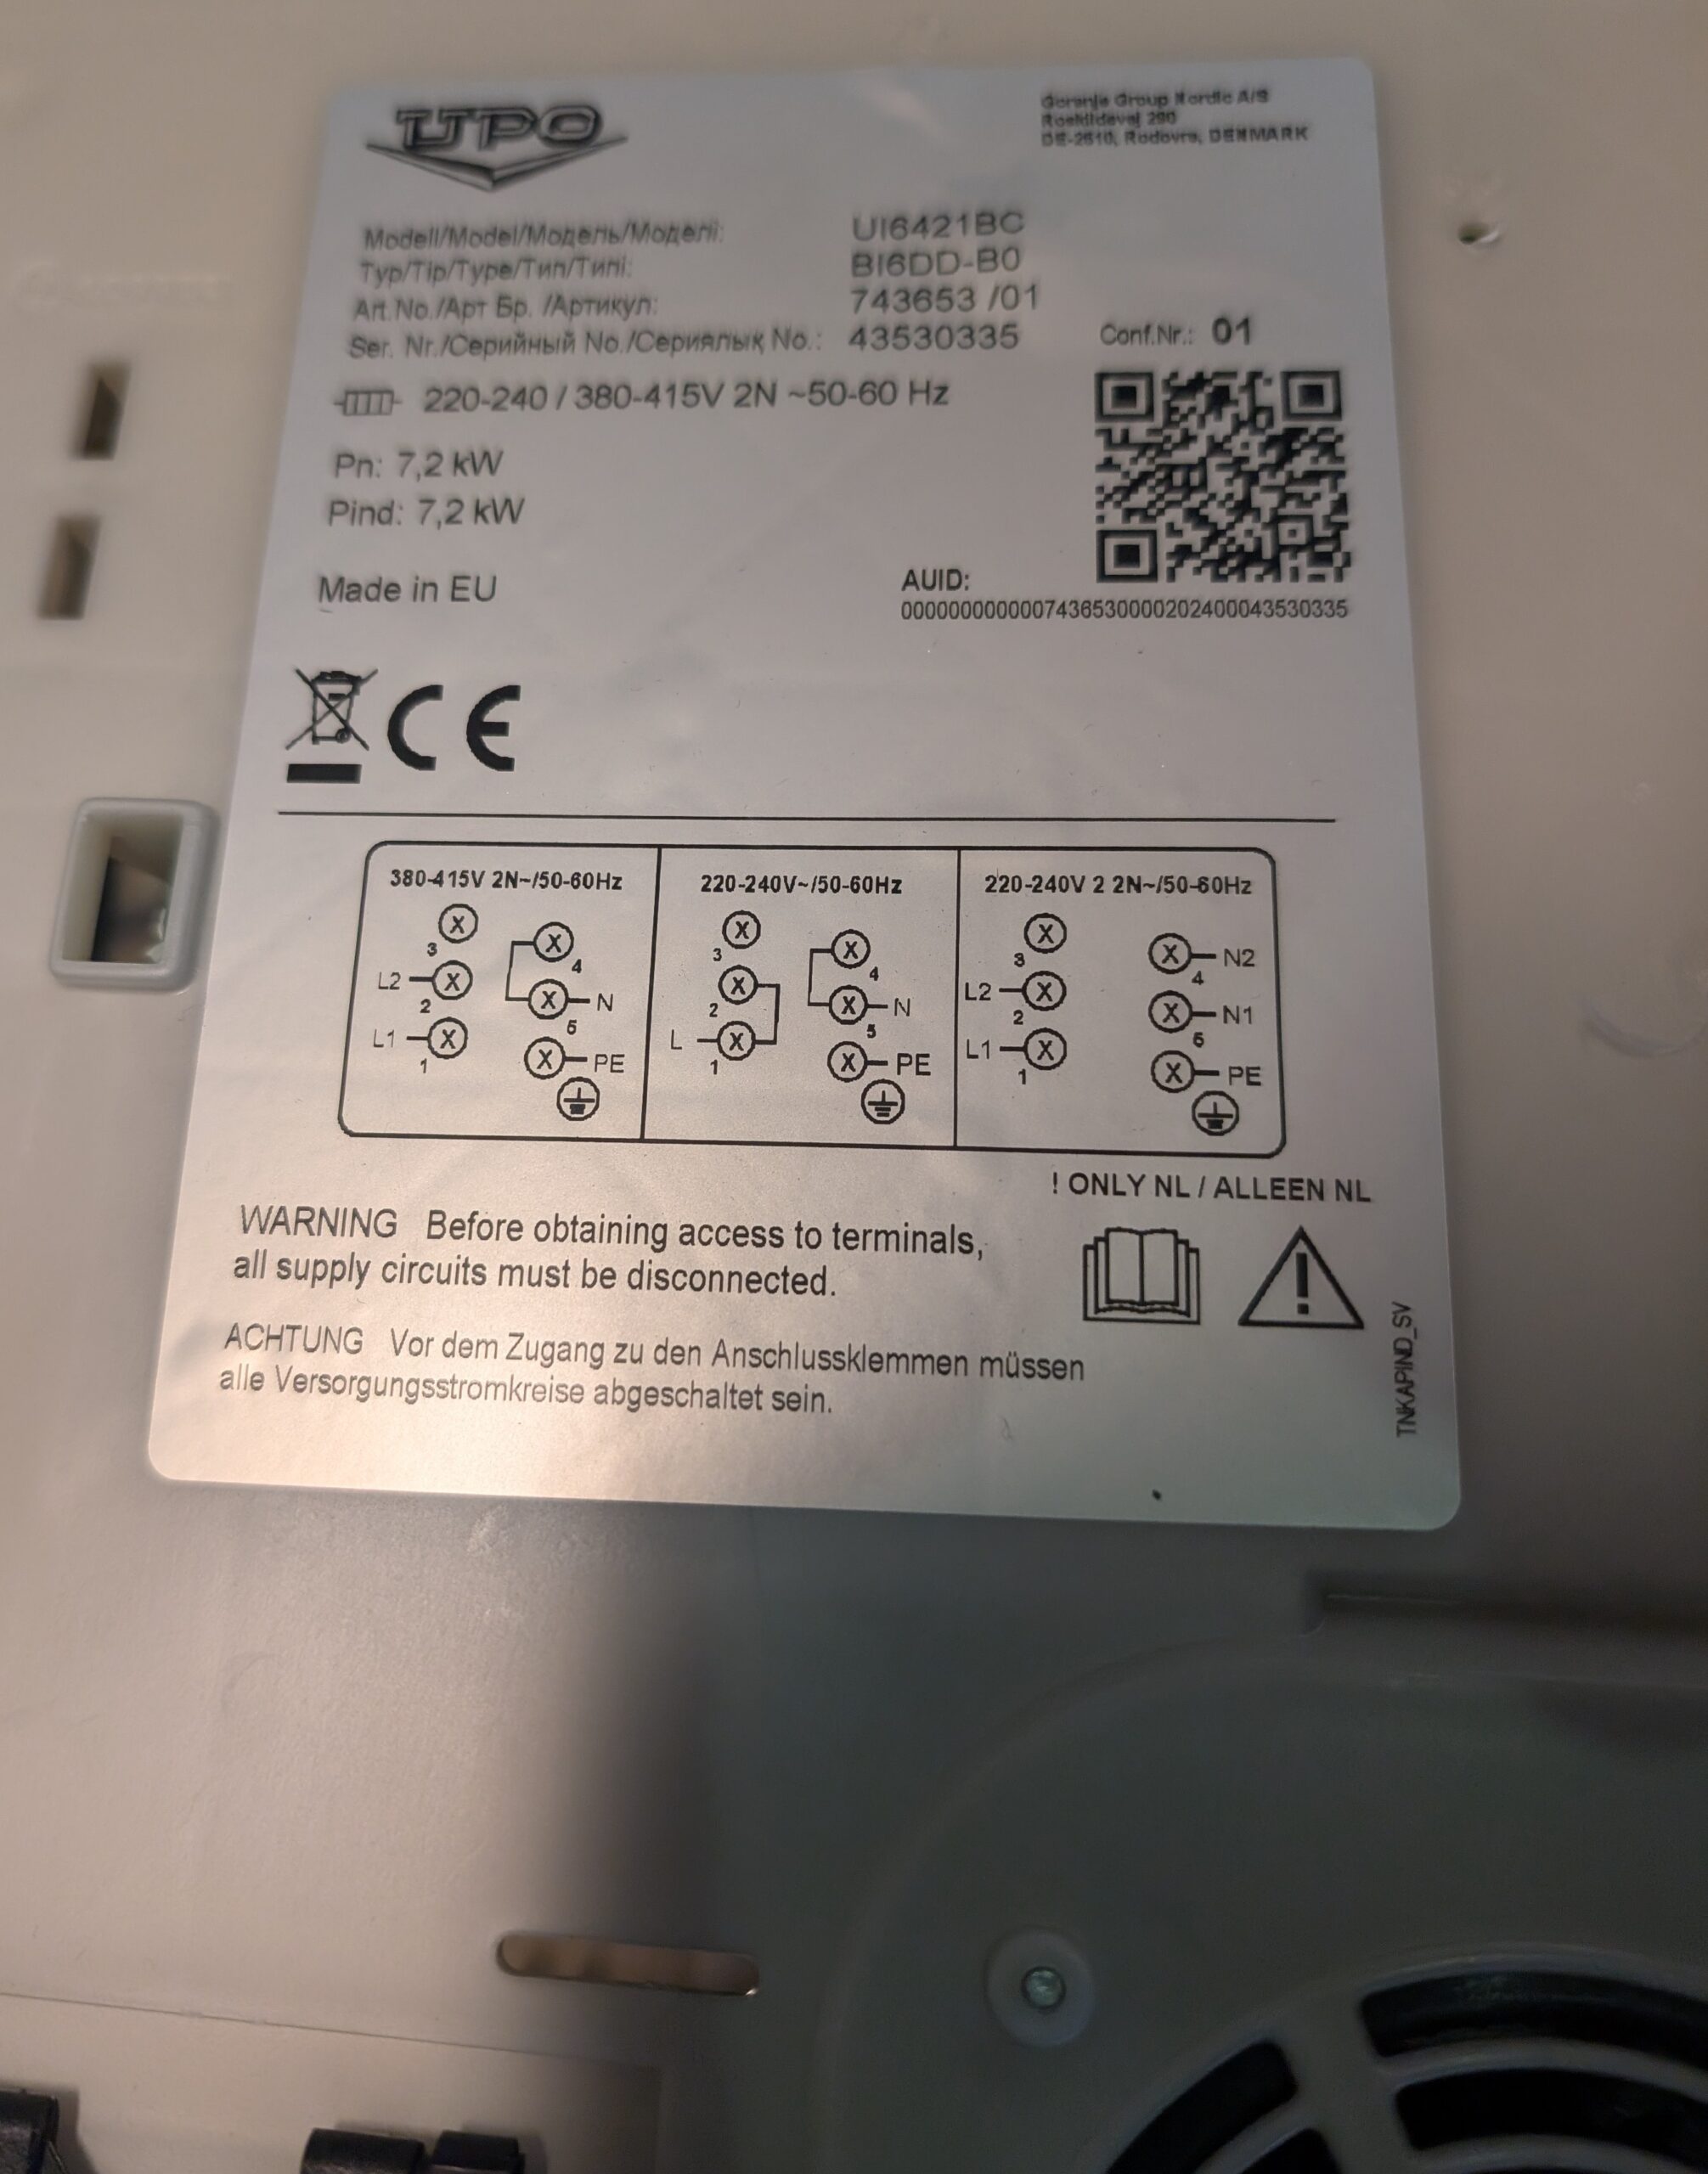 UPO
Gorenje Group Nordic A/S
Roskildevej 290
DE-2610, Rodovre, DENMARK
Modell/Model/Модель/Моделі: UI6421BC
Typ/Tip/Type/Тип/Типі: BI6DD-B0
Art.No./Арт Бр. /Артикул: 743653 /01
Ser. Nr./Серийный No./Сериялық No.: 43530335 Conf.Nr.: 01
220-240 / 380-415V 2N ~50-60 Hz
Pn: 7,2 kW
Pind: 7,2 kW
Made in EU
AUID:
0000000000007436530000202400043530335
CE
380-415V 2N~/50-60Hz
3
4
L2
2
N
5
L1
1
PE
220-240V~/50-60Hz
3
4
2
N
5
L
1
PE
220-240V 2 2N~/50-60Hz
3
N2
4
L2
2
N1
5
L1
1
PE
! ONLY NL / ALLEEN NL
WARNING Before obtaining access to terminals,
all supply circuits must be disconnected.
ACHTUNG Vor dem Zugang zu den Anschlussklemmen müssen
alle Versorgungsstromkreise abgeschaltet sein.
TNKAPIND_SV